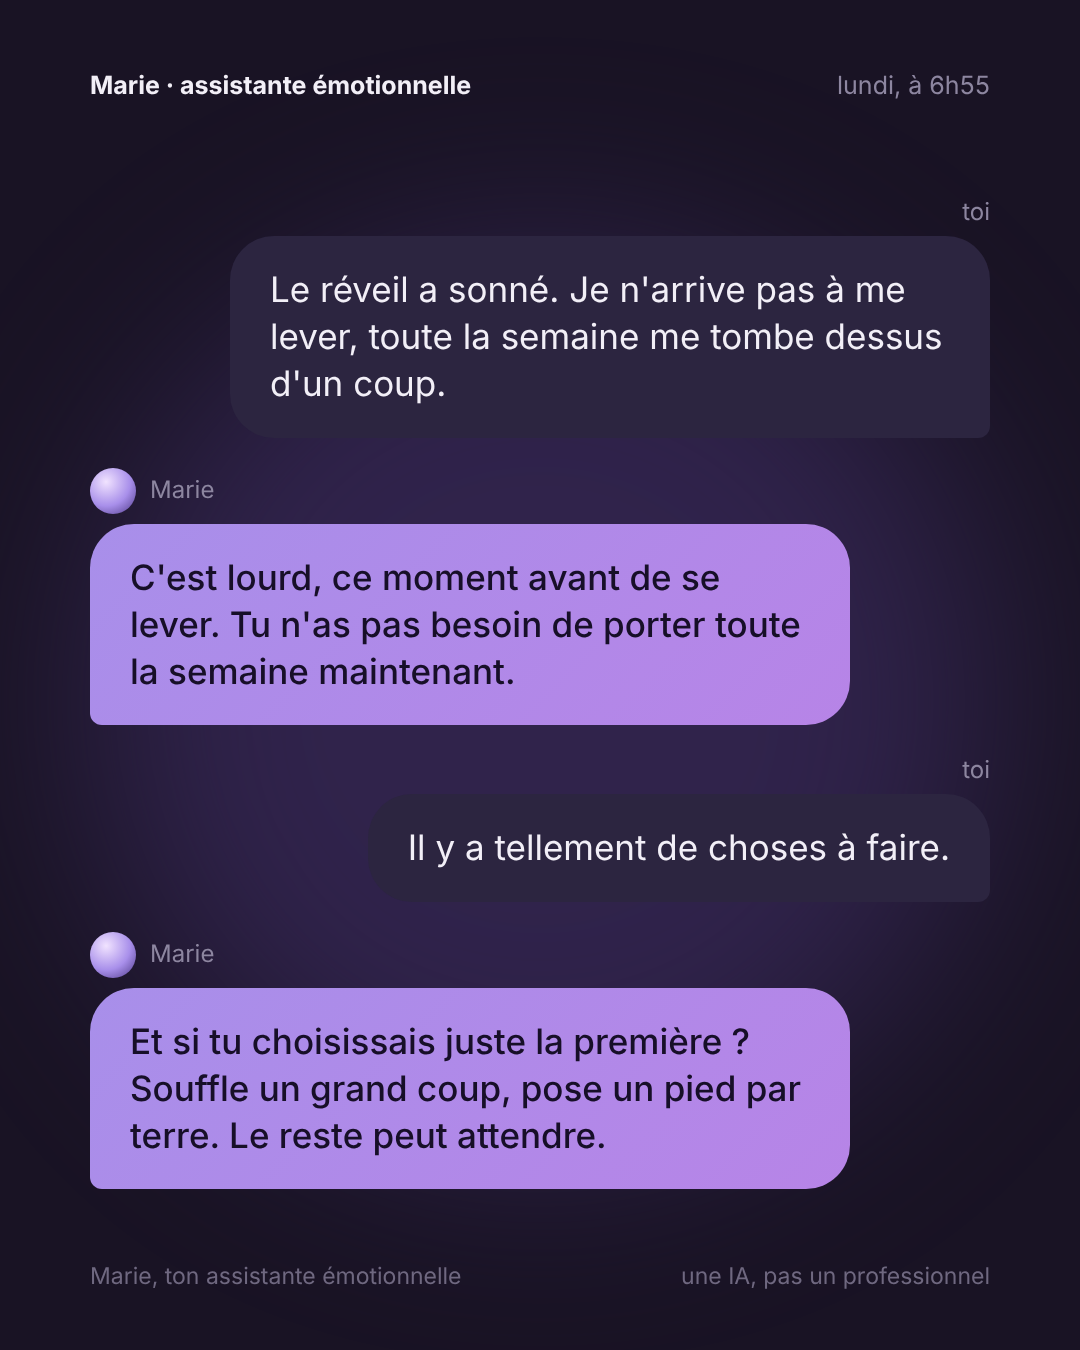 Marie · assistante émotionnelle
lundi, à 6h55
toi
Le réveil a sonné. Je n'arrive pas à me
lever, toute la semaine me tombe dessus
d'un coup.
Marie
C'est lourd, ce moment avant de se
lever. Tu n'as pas besoin de porter toute
la semaine maintenant.
toi
Il y a tellement de choses à faire.
Marie
Et si tu choisissais juste la première ?
Souffle un grand coup, pose un pied par
terre. Le reste peut attendre.
Marie, ton assistante émotionnelle
une IA, pas un professionnel